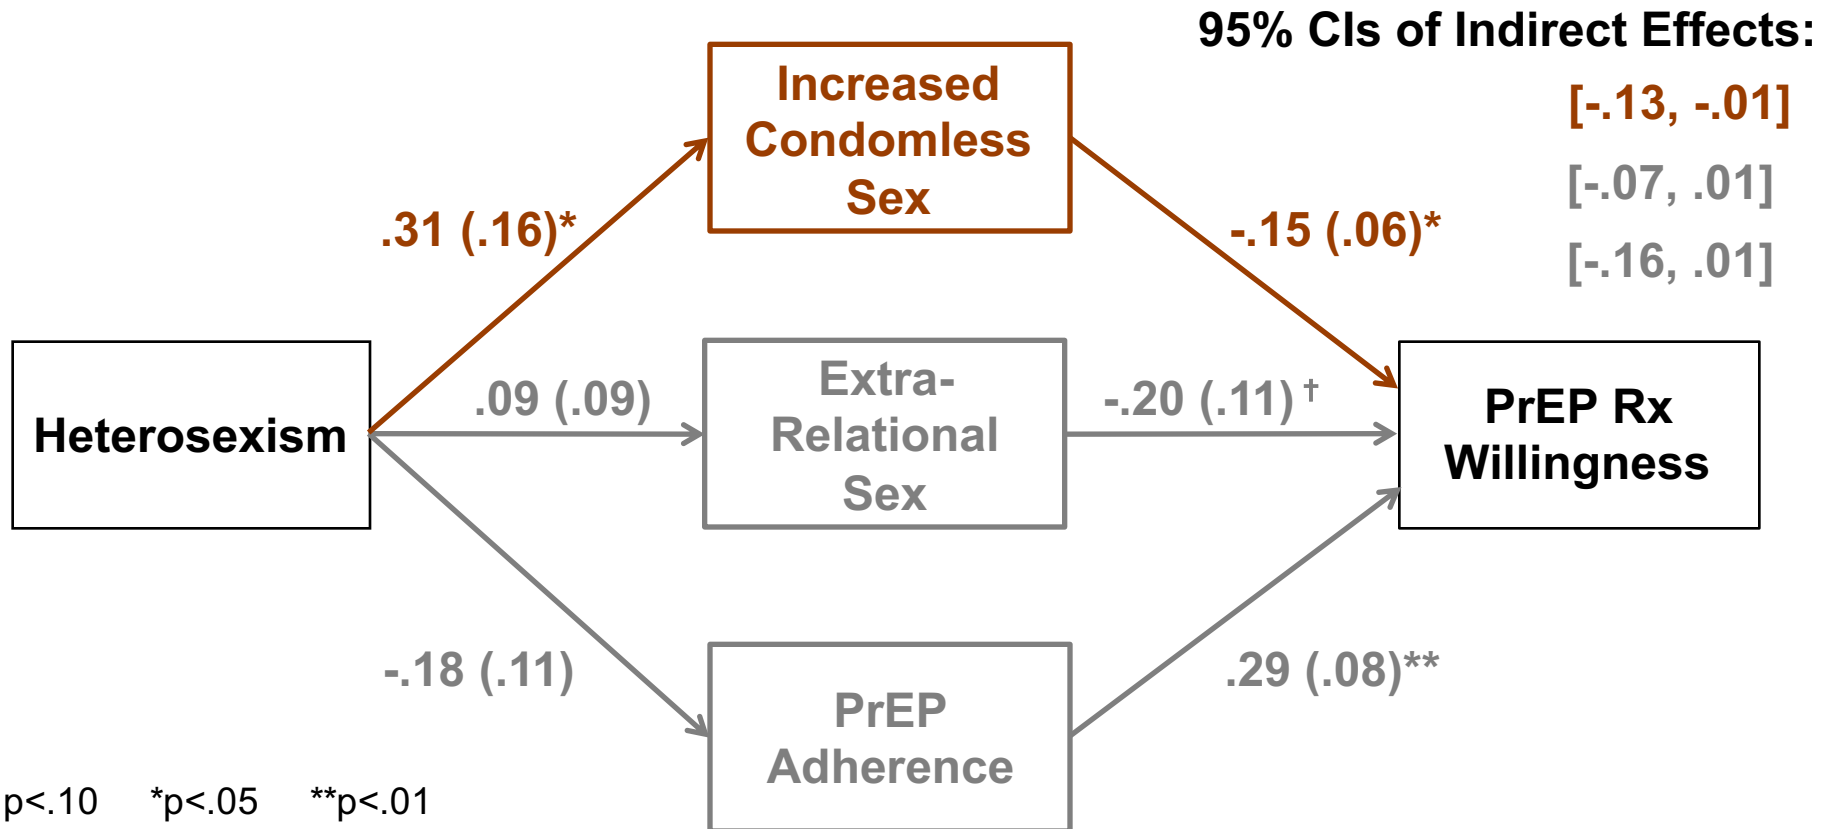 95% CIs of Indirect Effects:
[-.13, -.01]
[-.07, .01]
[-.16, .01]
Increased
Condomless
Sex
.31 (.16)*
-.15 (.06)*
Heterosexism
.09 (.09)
Extra-
Relational
Sex
-.20 (.11) †
PrEP Rx
Willingness
-.18 (.11)
PrEP
Adherence
.29 (.08)**
p<.10 *p<.05 **p<.01